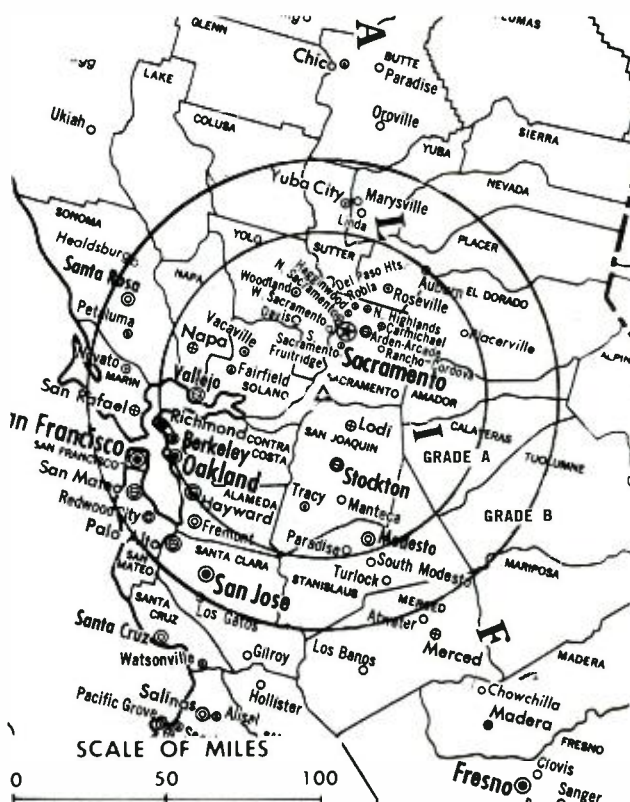 GLENN
LUMAS
A
Chico
BUTTE
Paradise
LAKE
Ukiah
Oroville
COLUSA
SIERRA
YUBA
NEVADA
Yuba City
Marysville
Linda
L
SONOMA
YOLO
SUTTER
PLACER
Healdsburg
Santa Rosa
NAPA
Del Paso Hts.
Robla
Auburn
EL DORADO
Woodland
N. Sacramento
Hagginwood
Roseville
W. Sacramento
N. Highlands
Davis
Carmichael
Placerville
Petaluma
Vacaville
Napa
S. Sacramento
Arden-Arcade
Rancho Cordova
Fruitridge
Sacramento
ALPIN
Novato
MARIN
Fairfield
Vallejo
SOLANO
SACRAMENTO
AMADOR
San Rafael
Richmond
CONTRA
COSTA
Lodi
SAN JOAQUIN
I
CALAVERAS
an Francisco
SAN FRANCISCO
Berkeley
Oakland
Stockton
GRADE A
TUOLUMNE
San Mateo
ALAMEDA
Hayward
Tracy
Manteca
Redwood City
Fremont
GRADE B
Palo Alto
Paradise
Modesto
SAN
MATEO
SANTA CLARA
South Modesto
MARIPOSA
San Jose
STANISLAUS
Turlock
SANTA
CRUZ
Los Gatos
MERCED
Atwater
Santa Cruz
F
Merced
Watsonville
Gilroy
Los Banos
MADERA
Hollister
Chowchilla
Salinas
Alisal
Madera
Pacific Grove
SCALE OF MILES
FRESNO
Clovis
Fresno
Sanger
0 50 100